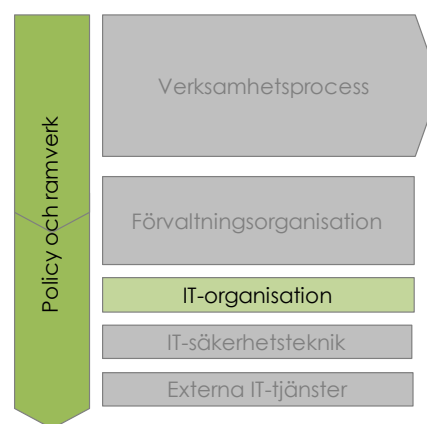 Policy och ramverk
Verksamhetsprocess
Förvaltningsorganisation
IT-organisation
IT-säkerhetsteknik
Externa IT-tjänster